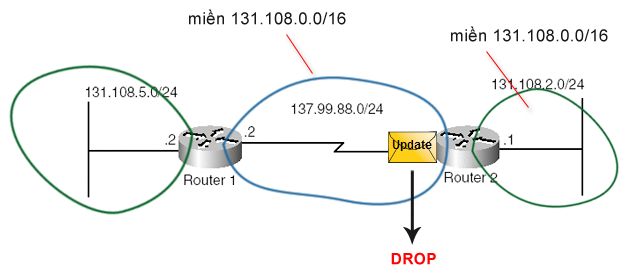 miền 131.108.0.0/16
miền 131.108.0.0/16
131.108.5.0/24
131.108.2.0/24
137.99.88.0/24
.2
.2
Update
.1
Router 1
Router 2
DROP